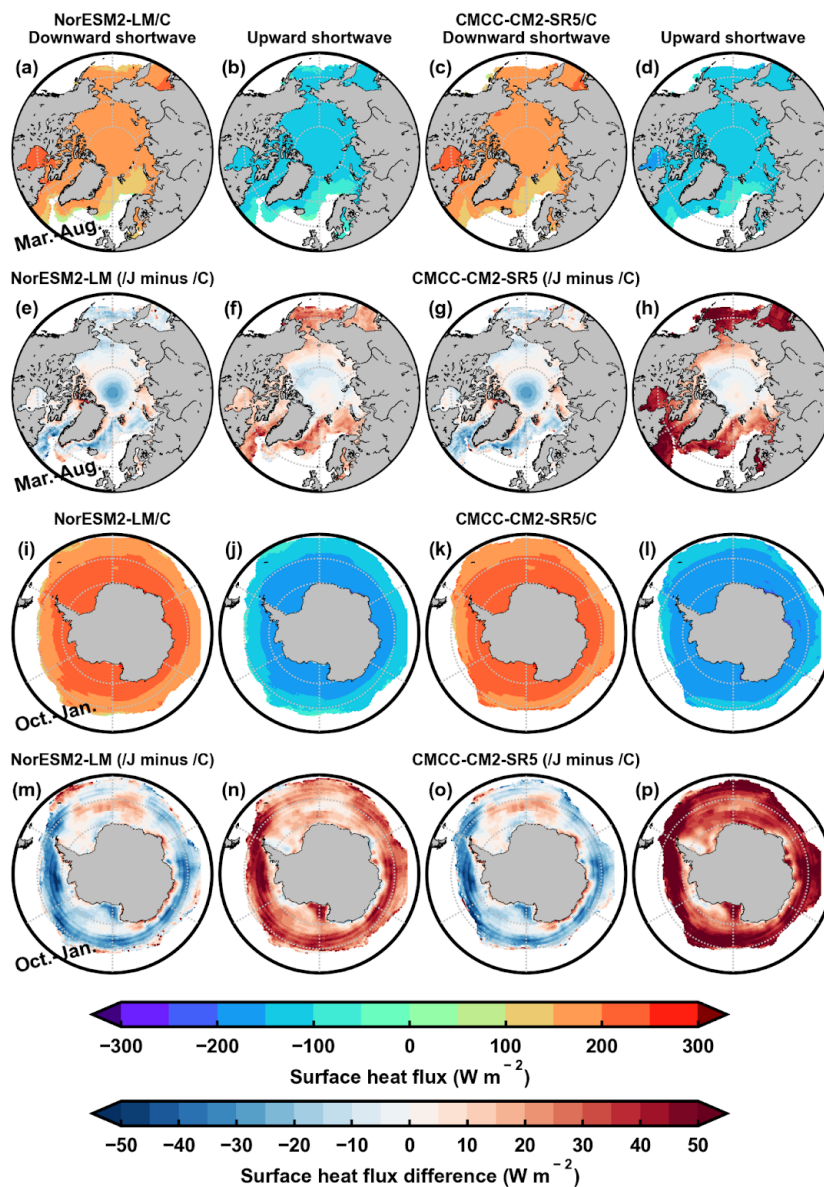 NorESM2-LM/C CMCC-CM2-SR5/C
Downward shortwave Upward shortwave Downward shortwave Upward shortwave
(a) (b) (c) (d)
Mar.-Aug.
NorESM2-LM (/J minus /C) CMCC-CM2-SR5 (/J minus /C)
(e) (f) (g) (h)
Mar.-Aug.
NorESM2-LM/C CMCC-CM2-SR5/C
(i) (j) (k) (l)
Oct.-Jan.
NorESM2-LM (/J minus /C) CMCC-CM2-SR5 (/J minus /C)
(m) (n) (o) (p)
Oct.-Jan.
−300 −200 −100 0 100 200 300
Surface heat flux (W m⁻²)
−50 −40 −30 −20 −10 0 10 20 30 40 50
Surface heat flux difference (W m⁻²)